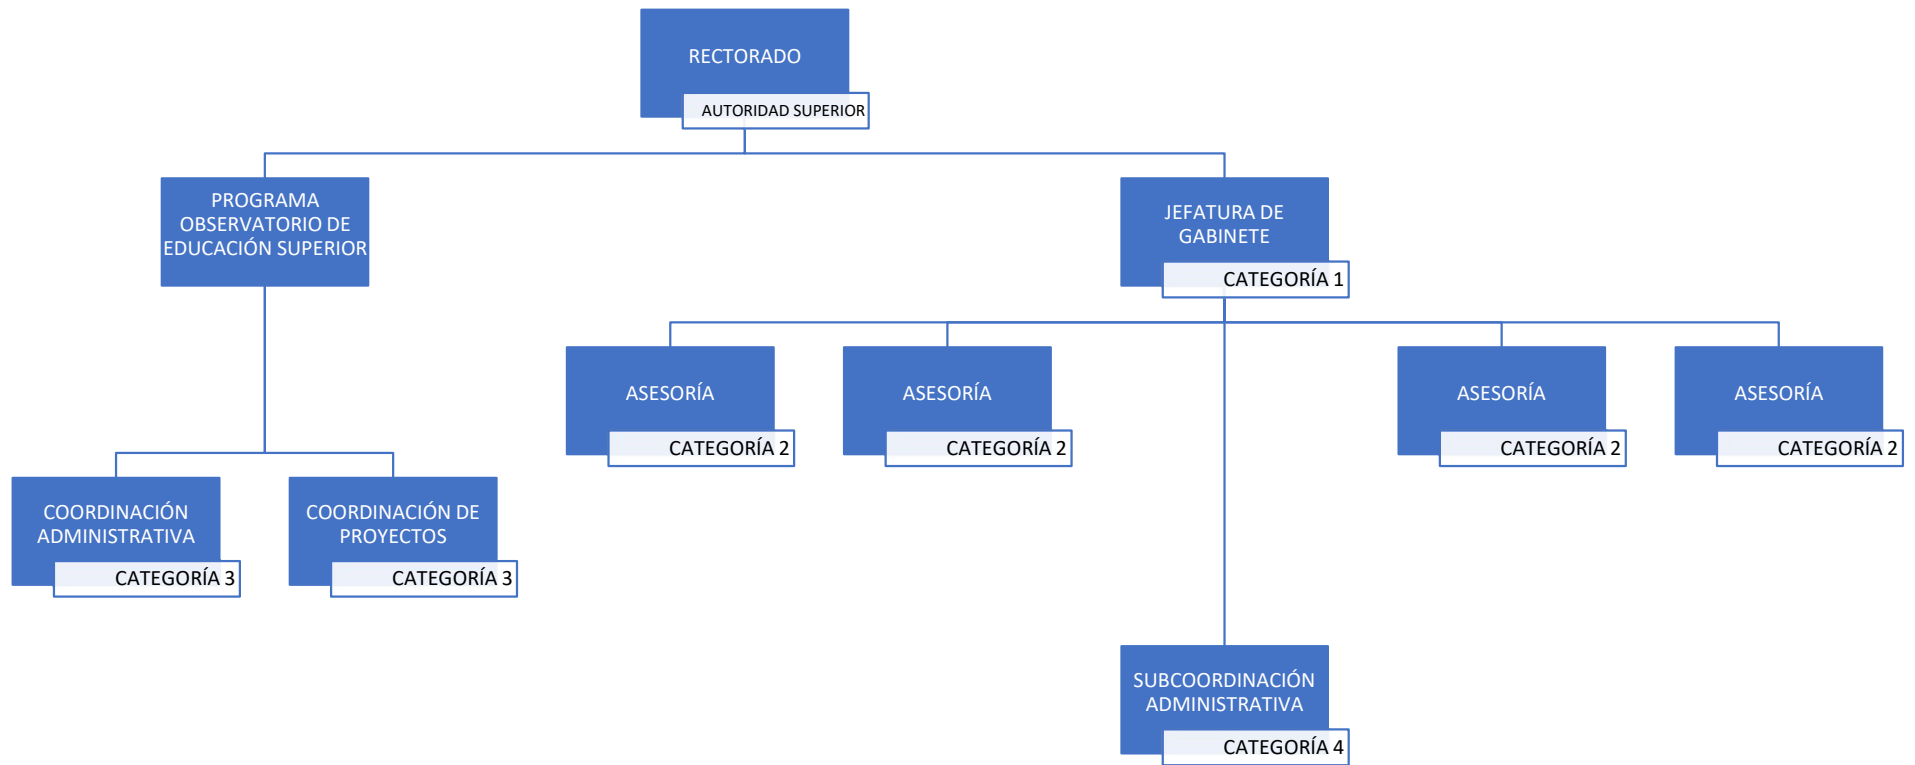 RECTORADO
AUTORIDAD SUPERIOR
PROGRAMA
OBSERVATORIO DE
EDUCACIÓN SUPERIOR
JEFATURA DE
GABINETE
CATEGORÍA 1
ASESORÍA
CATEGORÍA 2
ASESORÍA
CATEGORÍA 2
ASESORÍA
CATEGORÍA 2
ASESORÍA
CATEGORÍA 2
COORDINACIÓN
ADMINISTRATIVA
CATEGORÍA 3
COORDINACIÓN DE
PROYECTOS
CATEGORÍA 3
SUBCOORDINACIÓN
ADMINISTRATIVA
CATEGORÍA 4